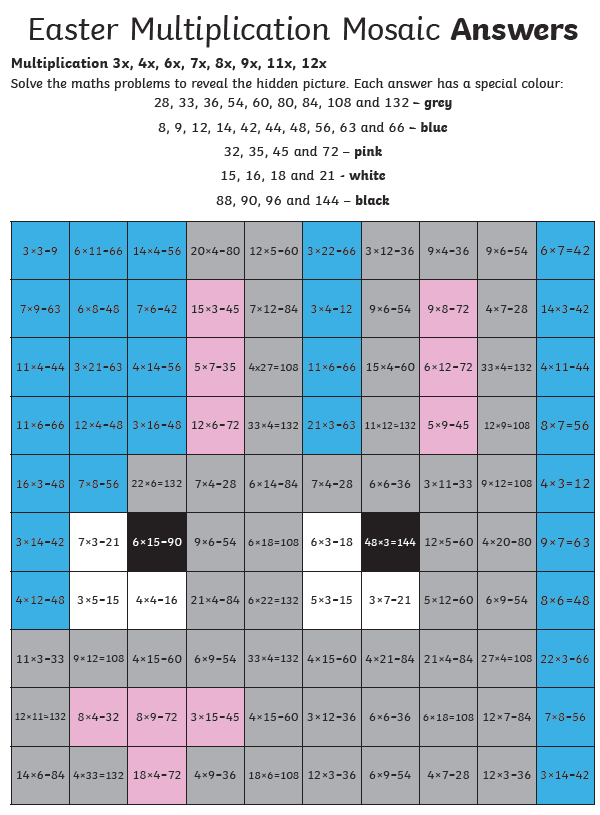 Easter Multiplication Mosaic Answers
Multiplication 3x, 4x, 6x, 7x, 8x, 9x, 11x, 12x
Solve the maths problems to reveal the hidden picture. Each answer has a special colour:
28, 33, 36, 54, 60, 80, 84, 108 and 132 – grey
8, 9, 12, 14, 42, 44, 48, 56, 63 and 66 – blue
32, 35, 45 and 72 – pink
15, 16, 18 and 21 - white
88, 90, 96 and 144 – black
3×3=9 6×11=66 14×4=56 20×4=80 12×5=60 3×22=66 3×12=36 9×4=36 9×6=54 6×7=42
7×9=63 6×8=48 7×6=42 15×3=45 7×12=84 3×4=12 9×6=54 9×8=72 4×7=28 14×3=42
11×4=44 3×21=63 4×14=56 5×7=35 4x27=108 11×6=66 15×4=60 6×12=72 33×4=132 4×11=44
11×6=66 12×4=48 3×16=48 12×6=72 33×4=132 21×3=63 11×12=132 5×9=45 12×9=108 8×7=56
16×3=48 7×8=56 22×6=132 7×4=28 6×14=84 7×4=28 6×6=36 3×11=33 9×12=108 4×3=12
3×14=42 7×3=21 6×15=90 9×6=54 6×18=108 6×3=18 48×3=144 12×5=60 4×20=80 9×7=63
4×12=48 3×5=15 4×4=16 21×4=84 6×22=132 5×3=15 3×7=21 5×12=60 6×9=54 8×6=48
11×3=33 9×12=108 4×15=60 6×9=54 33×4=132 4×15=60 4×21=84 21×4=84 27×4=108 22×3=66
12×11=132 8×4=32 8×9=72 3×15=45 4×15=60 3×12=36 6×6=36 6×18=108 12×7=84 7×8=56
14×6=84 4×33=132 18×4=72 4×9=36 18×6=108 12×3=36 6×9=54 4×7=28 12×3=36 3×14=42